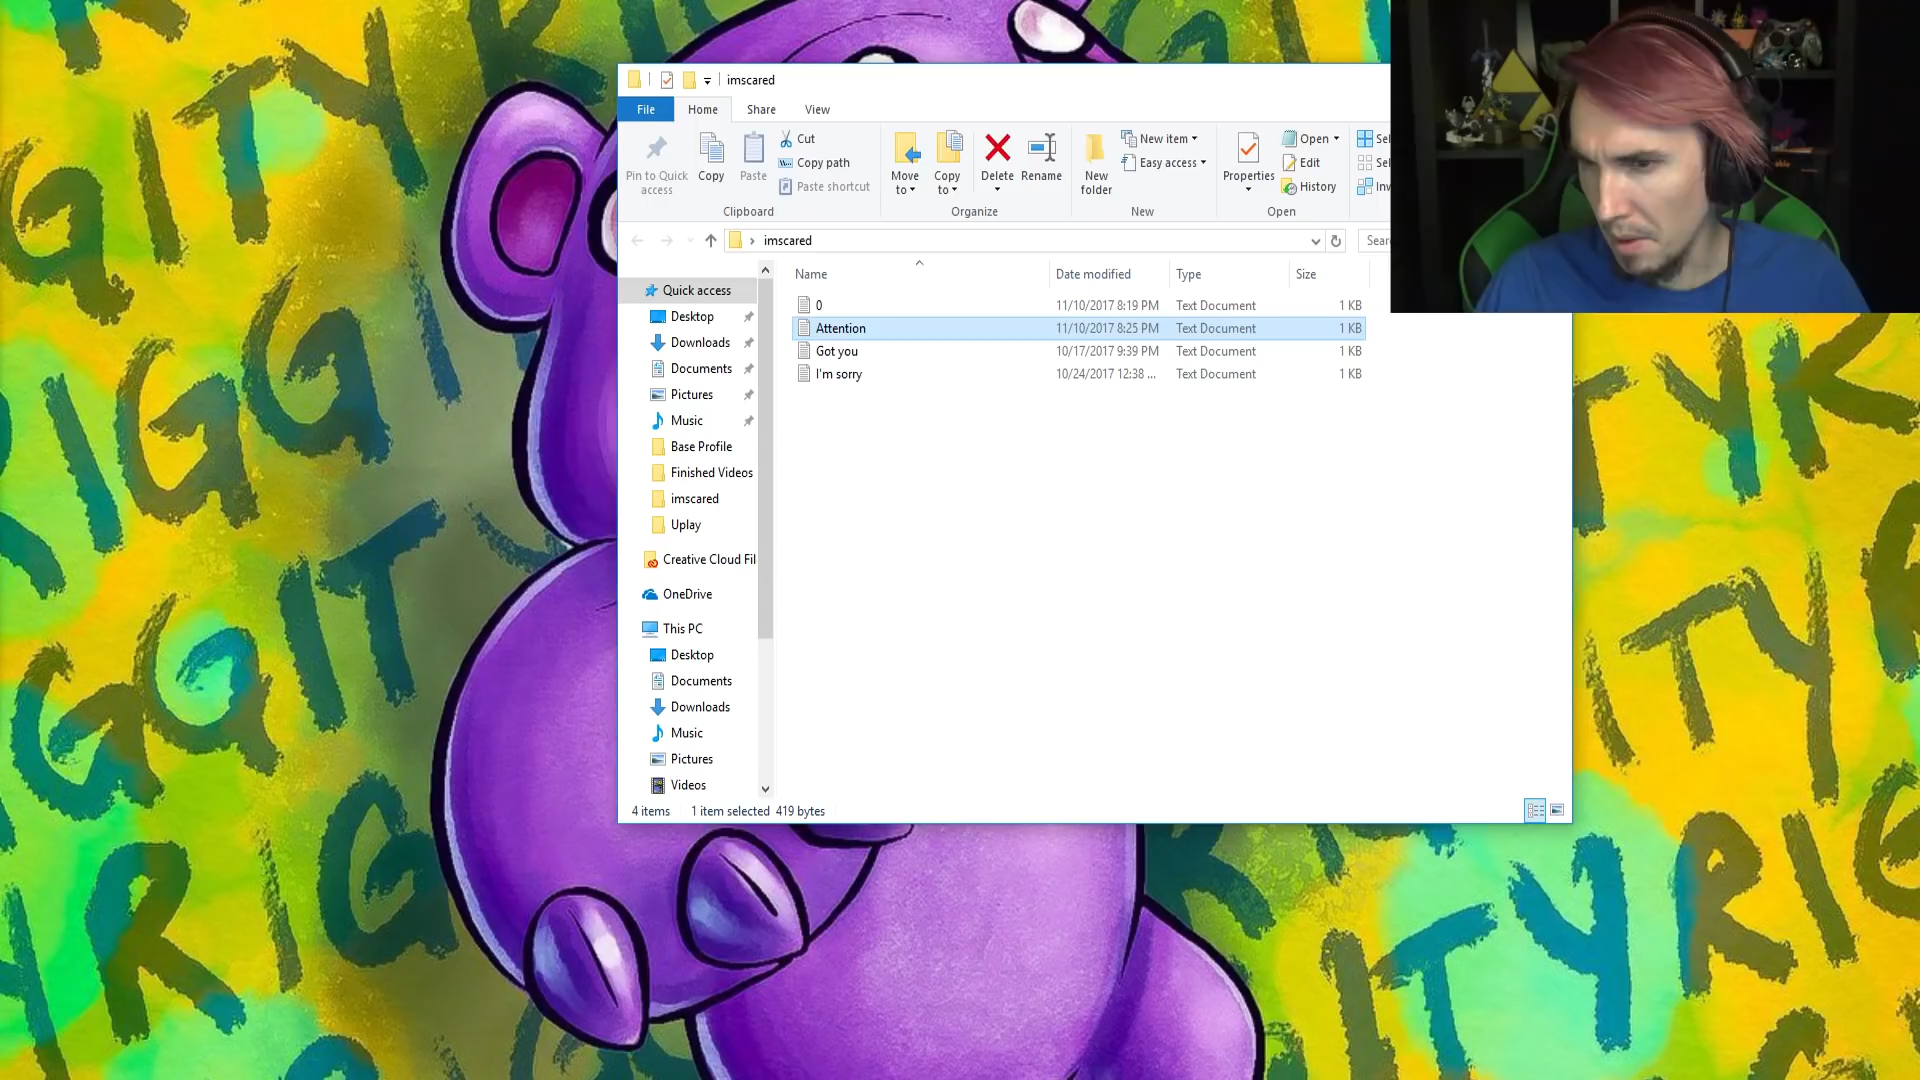 imscared
File Home Share View
Pin to Quick access
Copy
Paste
Cut
Copy path
Paste shortcut
Clipboard
Move to
Copy to
Delete
Rename
Organize
New folder
New item
Easy access
New
Properties
Open
Edit
History
Open
Sel
Sel
Inv
imscared
Sear
Name Date modified Type Size
0 11/10/2017 8:19 PM Text Document 1 KB
Attention 11/10/2017 8:25 PM Text Document 1 KB
Got you 10/17/2017 9:39 PM Text Document 1 KB
I'm sorry 10/24/2017 12:38 ... Text Document 1 KB
Quick access
Desktop
Downloads
Documents
Pictures
Music
Base Profile
Finished Videos
imscared
Uplay
Creative Cloud Fil
OneDrive
This PC
Desktop
Documents
Downloads
Music
Pictures
Videos
4 items 1 item selected 419 bytes